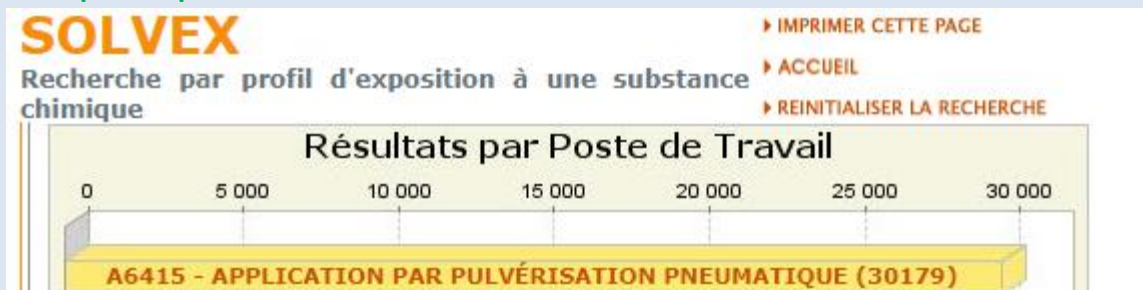 SOLVEX
Recherche par profil d'exposition à une substance
chimique
IMPRIMER CETTE PAGE
ACCUEIL
REINITIALISER LA RECHERCHE
Résultats par Poste de Travail
0 5 000 10 000 15 000 20 000 25 000 30 000
A6415 - APPLICATION PAR PULVÉRISATION PNEUMATIQUE (30179)